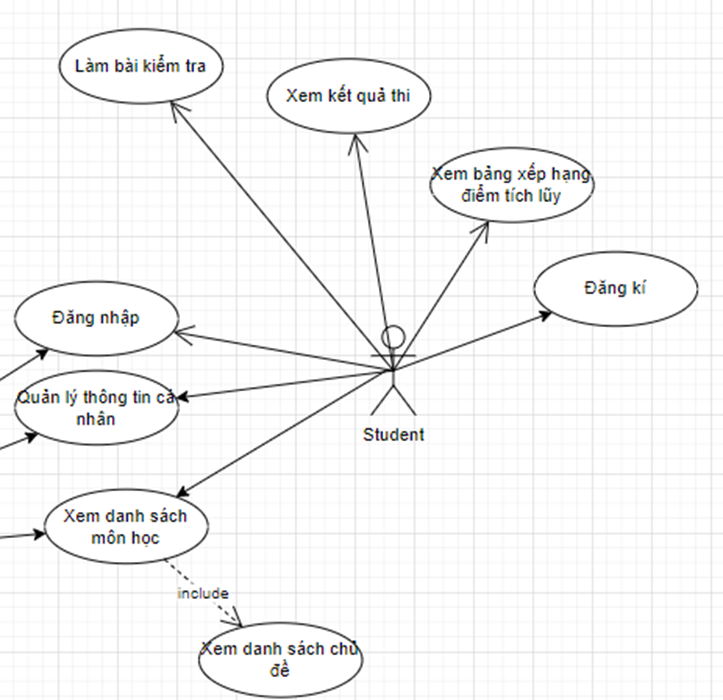 Làm bài kiểm tra
Xem kết quả thi
Xem bảng xếp hạng
điểm tích lũy
Đăng kí
Đăng nhập
Quản lý thông tin cá
nhân
Student
Xem danh sách
môn học
include
Xem danh sách chủ
đề